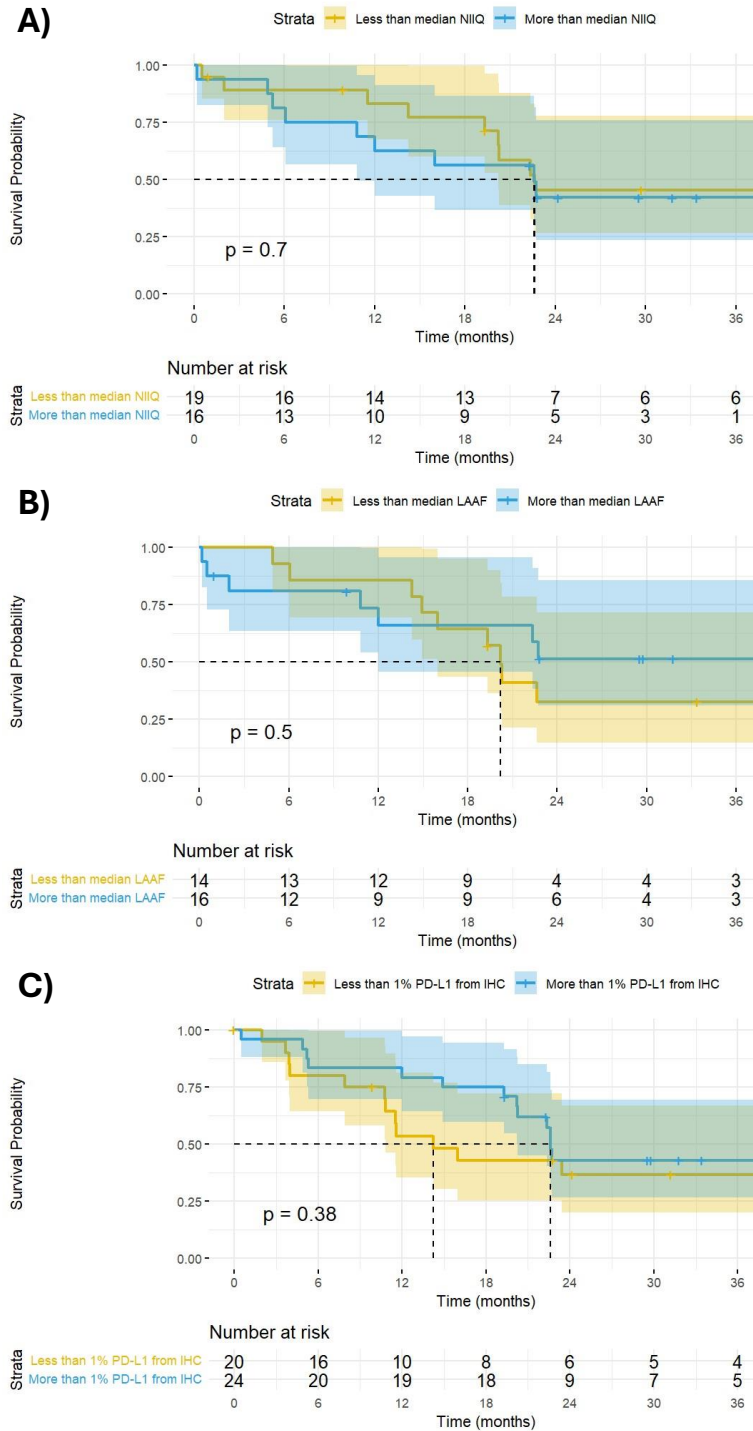 A)
Strata Less than median NIIQ More than median NIIQ
1.00
0.75
0.50
0.25
0.00
Survival Probability
p = 0.7
0 6 12 18 24 30 36
Time (months)
Number at risk
Strata
Less than median NIIQ 19 16 14 13 7 6 6
More than median NIIQ 16 13 10 9 5 3 1
0 6 12 18 24 30 36
Time (months)
B)
Strata Less than median LAAF More than median LAAF
1.00
0.75
0.50
0.25
0.00
Survival Probability
p = 0.5
0 6 12 18 24 30 36
Time (months)
Number at risk
Strata
Less than median LAAF 14 13 12 9 4 4 3
More than median LAAF 16 12 9 9 6 4 3
0 6 12 18 24 30 36
Time (months)
C)
Strata Less than 1% PD-L1 from IHC More than 1% PD-L1 from IHC
1.00
0.75
0.50
0.25
0.00
Survival Probability
p = 0.38
0 6 12 18 24 30 36
Time (months)
Number at risk
Strata
Less than 1% PD-L1 from IHC 20 16 10 8 6 5 4
More than 1% PD-L1 from IHC 24 20 19 18 9 7 5
0 6 12 18 24 30 36
Time (months)